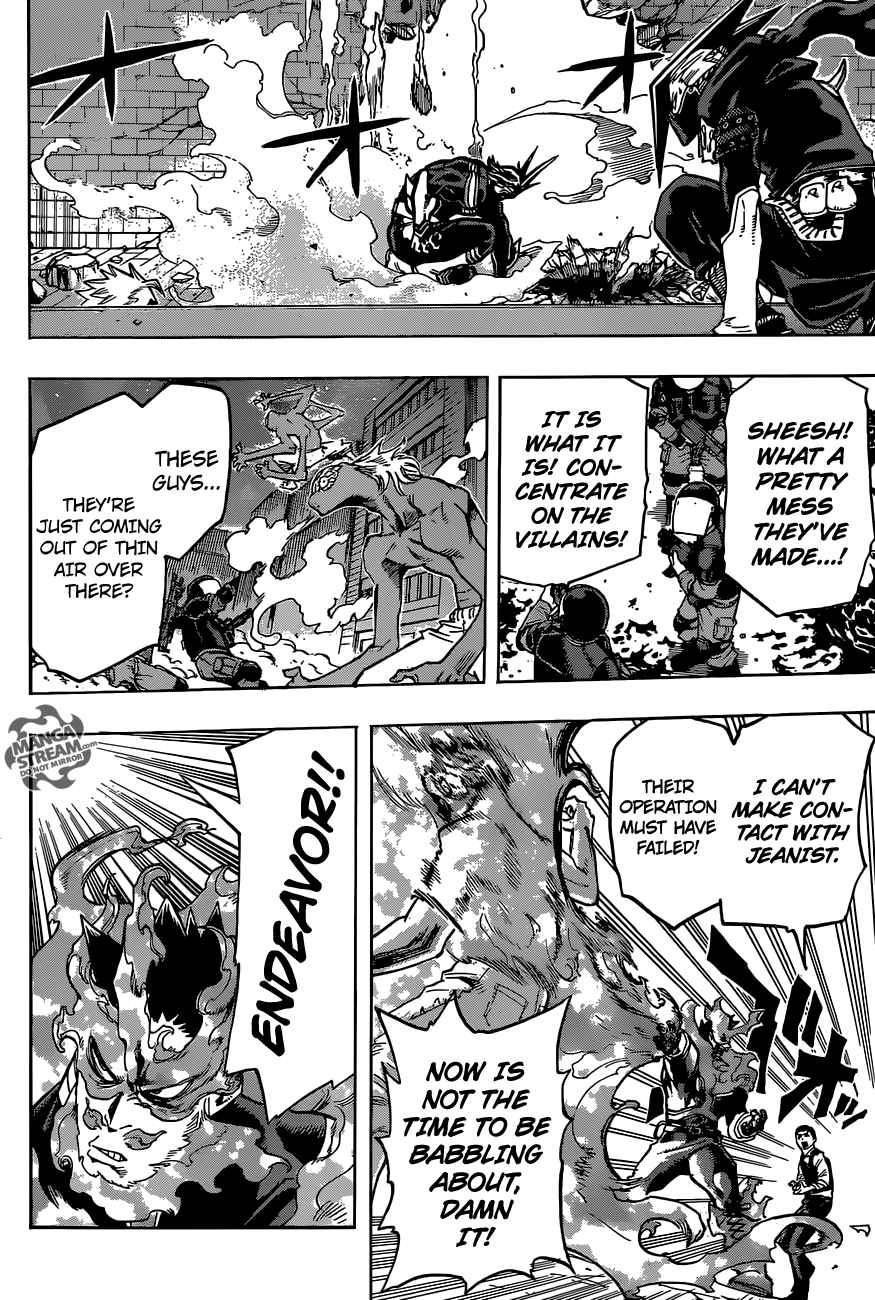 SHEESH!
WHAT A
PRETTY
MESS
THEY'VE
MADE...!
IT IS
WHAT IT
IS! CON-
CENTRATE
ON THE
VILLAINS!
THESE
GUYS...
THEY'RE
JUST COMING
OUT OF THIN
AIR OVER
THERE?
I CAN'T
MAKE CON-
TACT WITH
JEANIST.
THEIR
OPERATION
MUST HAVE
FAILED!
ゴオ
NOW IS
NOT THE
TIME TO BE
BABBLING
ABOUT,
DAMN
IT!
ENDEAVOR!!
MANGA
STREAM.com
DO NOT MIRROR